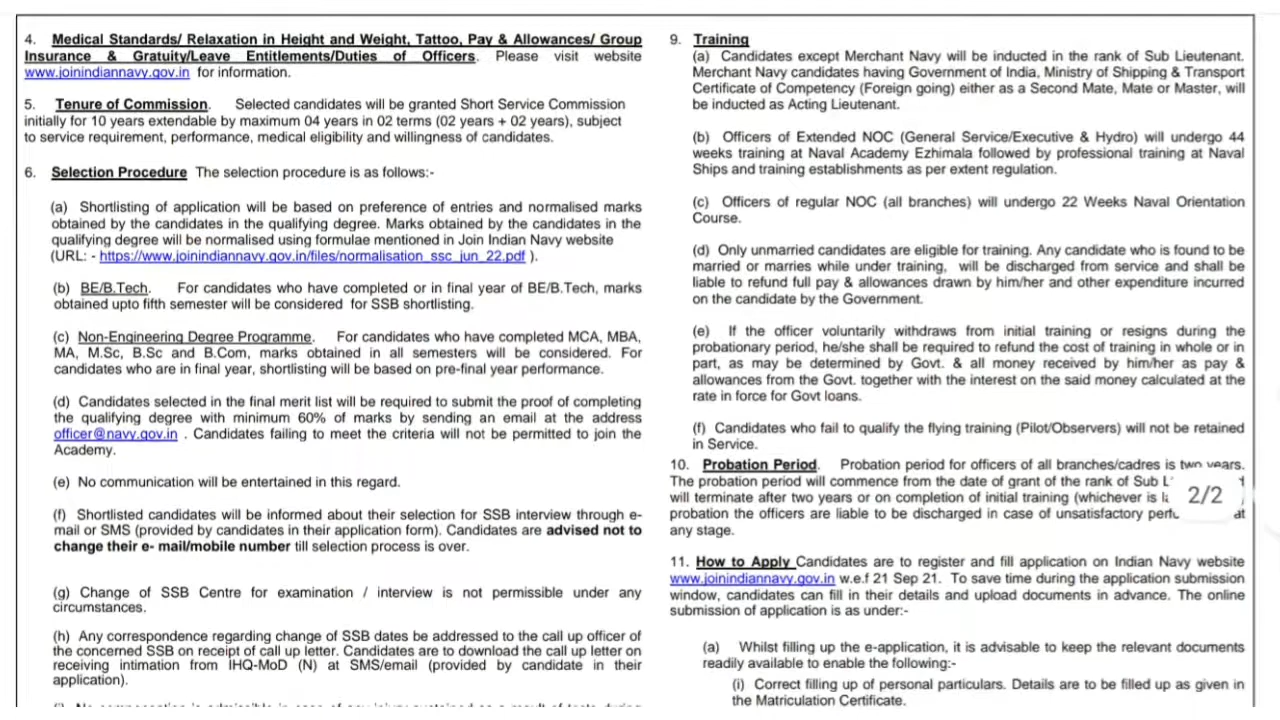 4. Medical Standards/ Relaxation in Height and Weight, Tattoo, Pay & Allowances/ Group
Insurance & Gratuity/Leave Entitlements/Duties of Officers. Please visit website
www.joinindiannavy.gov.in for information.
5. Tenure of Commission. Selected candidates will be granted Short Service Commission
initially for 10 years extendable by maximum 04 years in 02 terms (02 years + 02 years), subject
to service requirement, performance, medical eligibility and willingness of candidates.
6. Selection Procedure The selection procedure is as follows:-
(a) Shortlisting of application will be based on preference of entries and normalised marks
obtained by the candidates in the qualifying degree. Marks obtained by the candidates in the
qualifying degree will be normalised using formulae mentioned in Join Indian Navy website
(URL: - https://www.joinindiannavy.gov.in/files/normalisation_ssc_jun_22.pdf ).
(b) BE/B.Tech. For candidates who have completed or in final year of BE/B.Tech, marks
obtained upto fifth semester will be considered for SSB shortlisting.
(c) Non-Engineering Degree Programme. For candidates who have completed MCA, MBA,
MA, M.Sc, B.Sc and B.Com, marks obtained in all semesters will be considered. For
candidates who are in final year, shortlisting will be based on pre-final year performance.
(d) Candidates selected in the final merit list will be required to submit the proof of completing
the qualifying degree with minimum 60% of marks by sending an email at the address
officer@navy.gov.in . Candidates failing to meet the criteria will not be permitted to join the
Academy.
(e) No communication will be entertained in this regard.
(f) Shortlisted candidates will be informed about their selection for SSB interview through e-
mail or SMS (provided by candidates in their application form). Candidates are advised not to
change their e- mail/mobile number till selection process is over.
(g) Change of SSB Centre for examination / interview is not permissible under any
circumstances.
(h) Any correspondence regarding change of SSB dates be addressed to the call up officer of
the concerned SSB on receipt of call up letter. Candidates are to download the call up letter on
receiving intimation from IHQ-MoD (N) at SMS/email (provided by candidate in their
application).
9. Training
(a) Candidates except Merchant Navy will be inducted in the rank of Sub Lieutenant.
Merchant Navy candidates having Government of India, Ministry of Shipping & Transport
Certificate of Competency (Foreign going) either as a Second Mate, Mate or Master, will
be inducted as Acting Lieutenant.
(b) Officers of Extended NOC (General Service/Executive & Hydro) will undergo 44
weeks training at Naval Academy Ezhimala followed by professional training at Naval
Ships and training establishments as per extent regulation.
(c) Officers of regular NOC (all branches) will undergo 22 Weeks Naval Orientation
Course.
(d) Only unmarried candidates are eligible for training. Any candidate who is found to be
married or marries while under training, will be discharged from service and shall be
liable to refund full pay & allowances drawn by him/her and other expenditure incurred
on the candidate by the Government.
(e) If the officer voluntarily withdraws from initial training or resigns during the
probationary period, he/she shall be required to refund the cost of training in whole or in
part, as may be determined by Govt. & all money received by him/her as pay &
allowances from the Govt. together with the interest on the said money calculated at the
rate in force for Govt loans.
(f) Candidates who fail to qualify the flying training (Pilot/Observers) will not be retained
in Service.
10. Probation Period. Probation period for officers of all branches/cadres is two years.
The probation period will commence from the date of grant of the rank of Sub
will terminate after two years or on completion of initial training (whichever is
probation the officers are liable to be discharged in case of unsatisfactory at
any stage.
2/2
11. How to Apply Candidates are to register and fill application on Indian Navy website
www.joinindiannavy.gov.in w.e.f 21 Sep 21. To save time during the application submission
window, candidates can fill in their details and upload documents in advance. The online
submission of application is as under:-
(a) Whilst filling up the e-application, it is advisable to keep the relevant documents
readily available to enable the following:-
(i) Correct filling up of personal particulars. Details are to be filled up as given in
the Matriculation Certificate.